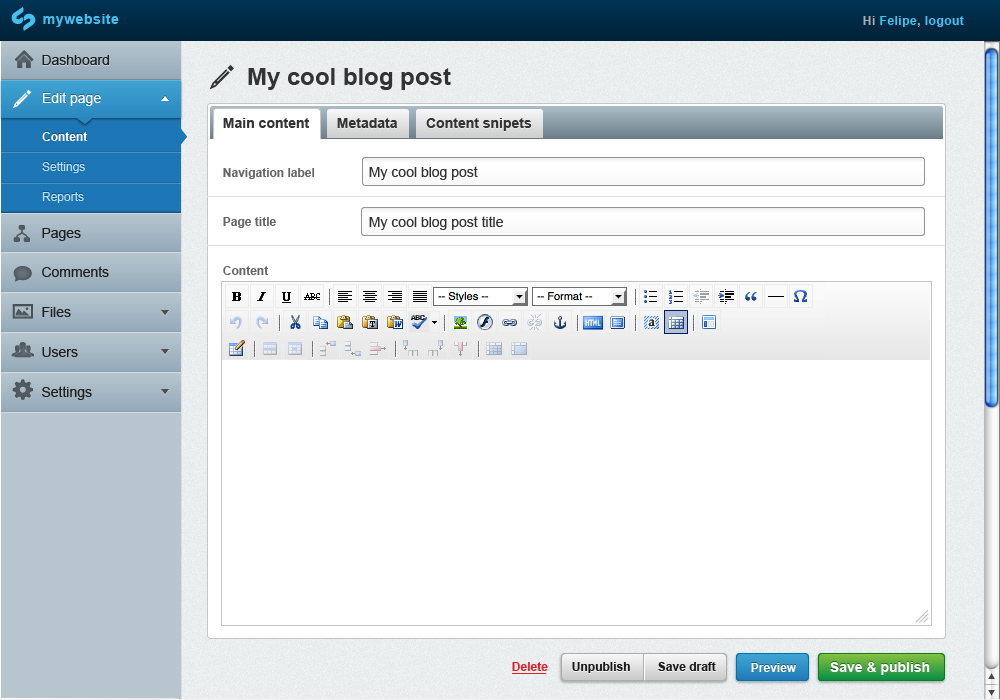 mywebsite
Hi Felipe, logout
Dashboard
Edit page
Content
Settings
Reports
Pages
Comments
Files
Users
Settings
My cool blog post
Main content
Metadata
Content snipets
Navigation label
My cool blog post
Page title
My cool blog post title
Content
B I U ABC
-- Styles --
-- Format --
Ω
ABC
HTML
Delete
Unpublish
Save draft
Preview
Save & publish